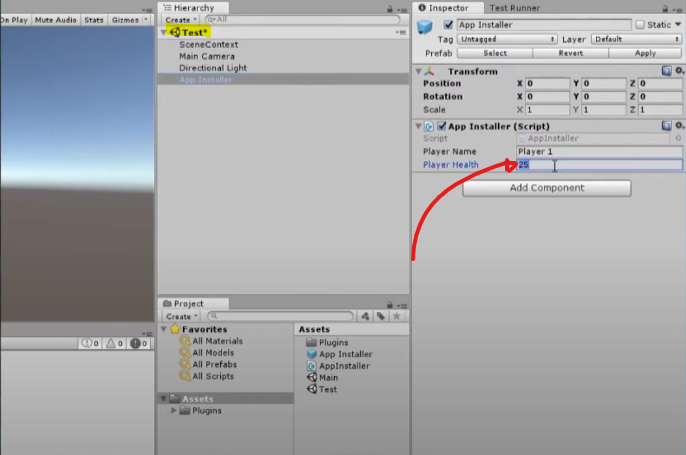 On Play Mute Audio Stats Gizmos
Hierarchy
Create All
Test*
SceneContext
Main Camera
Directional Light
App Installer
Project
Create
Favorites
All Materials
All Models
All Prefabs
All Scripts
Assets
Plugins
Assets
Plugins
App Installer
AppInstaller
Main
Test
0 0 0
Inspector Test Runner
App Installer Static
Tag Untagged Layer Default
Prefab Select Revert Apply
Transform
Position X 0 Y 0 Z 0
Rotation X 0 Y 0 Z 0
Scale X 1 Y 1 Z 1
App Installer (Script)
Script AppInstaller
Player Name Player 1
Player Health 25
Add Component